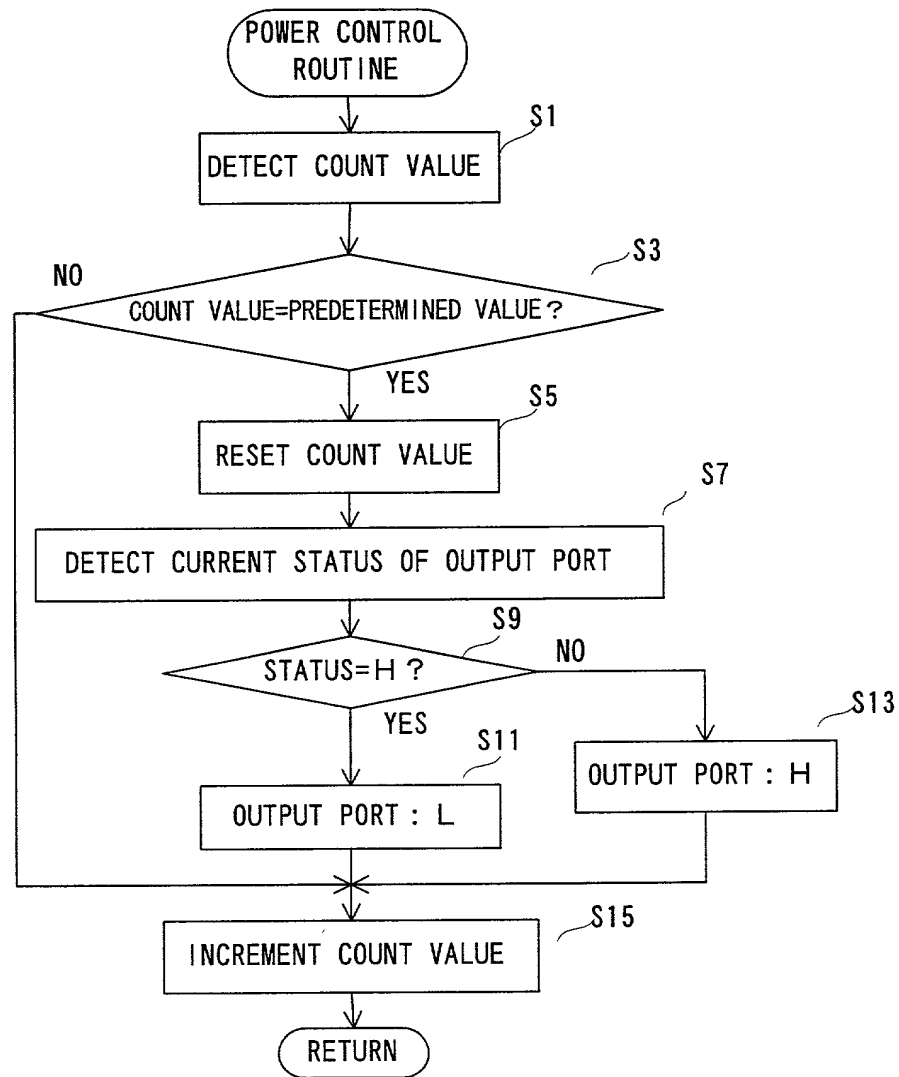 POWER CONTROL
ROUTINE
S1
DETECT COUNT VALUE
S3
NO
COUNT VALUE=PREDETERMINED VALUE?
YES
S5
RESET COUNT VALUE
S7
DETECT CURRENT STATUS OF OUTPUT PORT
S9
STATUS=H ?
NO
YES
S13
S11
OUTPUT PORT : H
OUTPUT PORT : L
S15
INCREMENT COUNT VALUE
RETURN